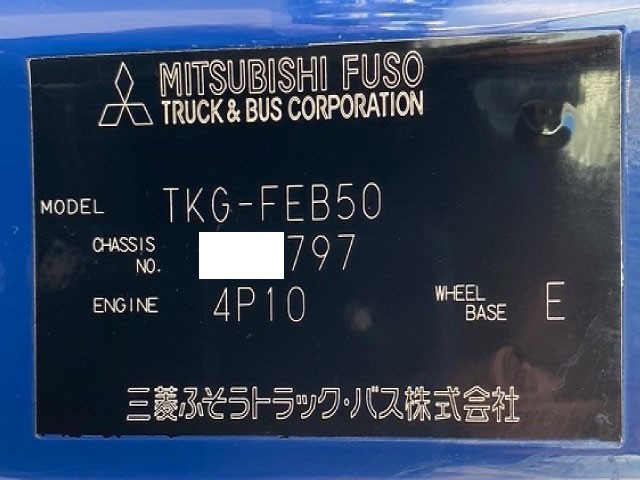 MITSUBISHI FUSO
TRUCK & BUS CORPORATION
MODEL TKG-FEB50
CHASSIS NO. 797
ENGINE 4P10 WHEEL BASE E
三菱ふそうトラック・バス株式会社